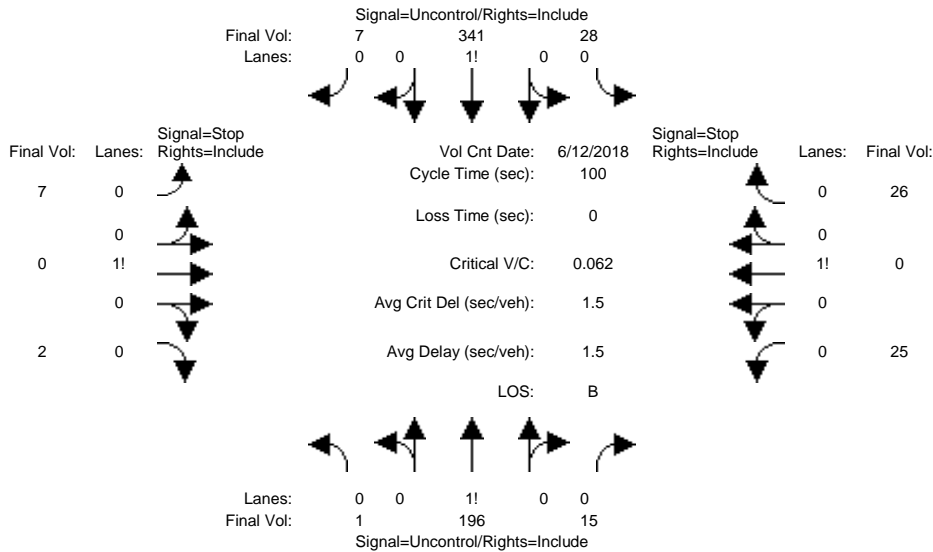 Signal=Uncontrol/Rights=Include
Final Vol: 7 341 28
Lanes: 0 0 1! 0 0
Signal=Stop
Final Vol: Lanes: Rights=Include
Vol Cnt Date: 6/12/2018
Signal=Stop
Rights=Include Lanes: Final Vol:
Cycle Time (sec): 100
7 0 0 26
Loss Time (sec): 0
0 0
0 1! Critical V/C: 0.062 1! 0
0 Avg Crit Del (sec/veh): 1.5 0
2 0 Avg Delay (sec/veh): 1.5 0 25
LOS: B
Lanes: 0 0 1! 0 0
Final Vol: 1 196 15
Signal=Uncontrol/Rights=Include